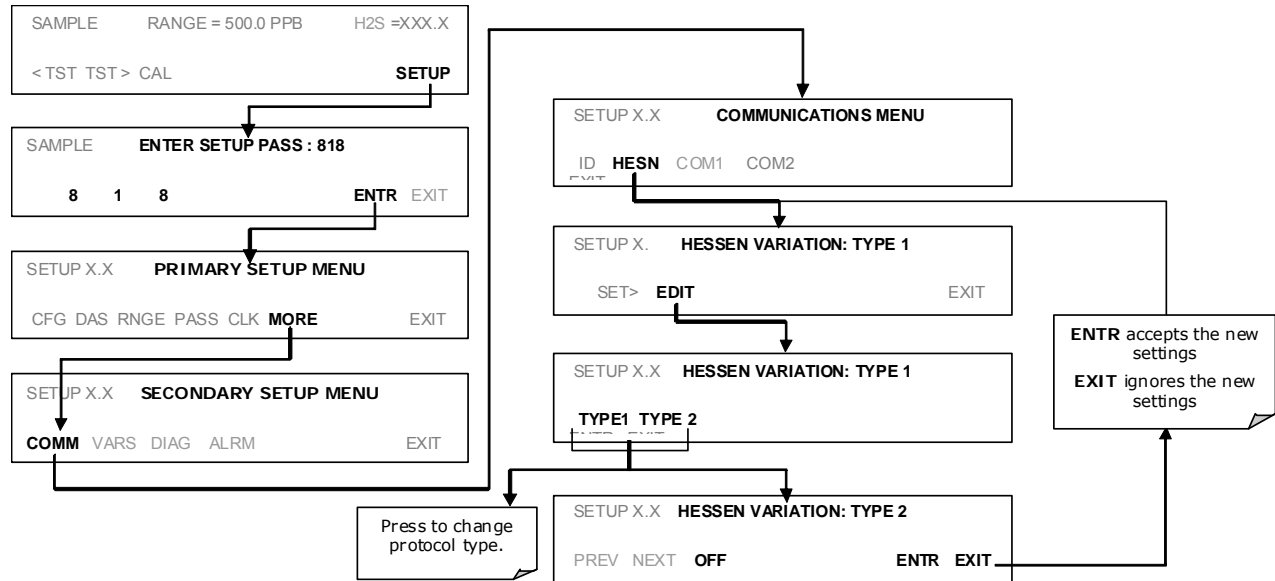 SAMPLE RANGE = 500.0 PPB H2S =XXX.X
< TST TST > CAL SETUP
SAMPLE ENTER SETUP PASS : 818
8 1 8 ENTR EXIT
SETUP X.X PRIMARY SETUP MENU
CFG DAS RNGE PASS CLK MORE EXIT
SETUP X.X SECONDARY SETUP MENU
COMM VARS DIAG ALRM EXIT
SETUP X.X COMMUNICATIONS MENU
ID HESN COM1 COM2
EXIT
SETUP X. HESSEN VARIATION: TYPE 1
SET> EDIT EXIT
SETUP X.X HESSEN VARIATION: TYPE 1
TYPE1 TYPE 2
ENTR EXIT
Press to change
protocol type.
SETUP X.X HESSEN VARIATION: TYPE 2
PREV NEXT OFF ENTR EXIT
ENTR accepts the new
settings
EXIT ignores the new
settings